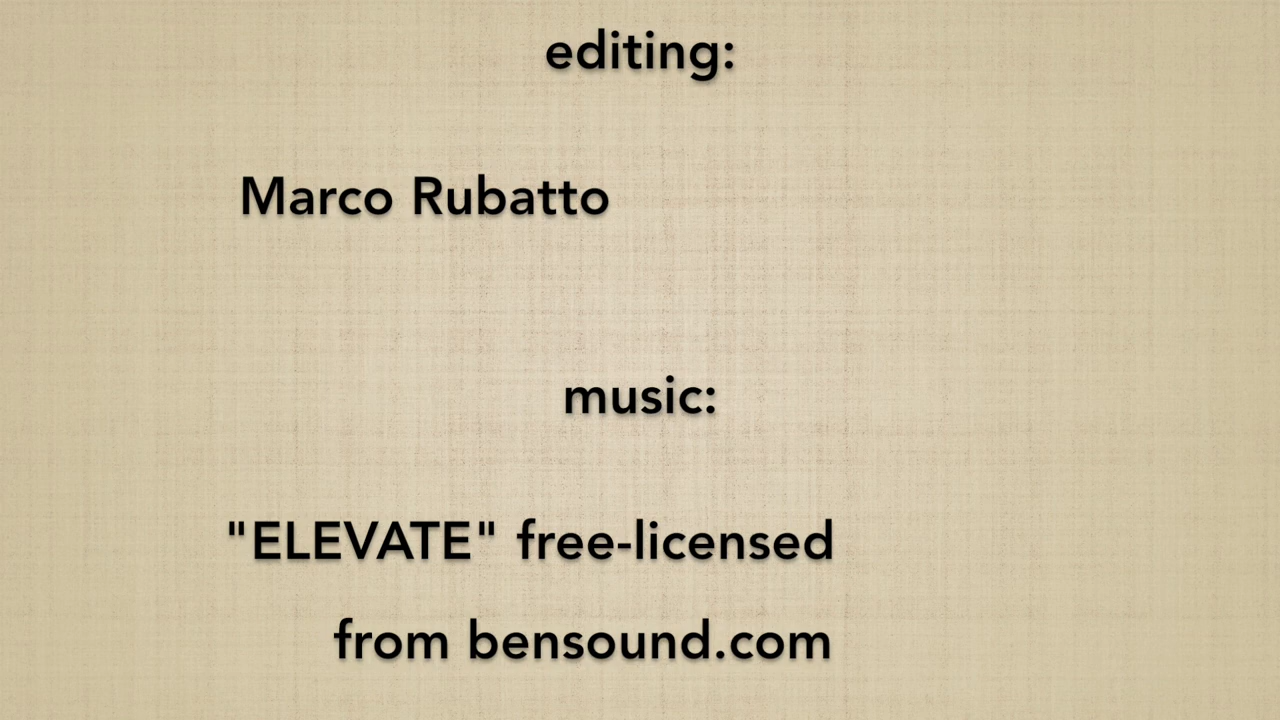 editing:
Marco Rubatto
music:
"ELEVATE" free-licensed
from bensound.com